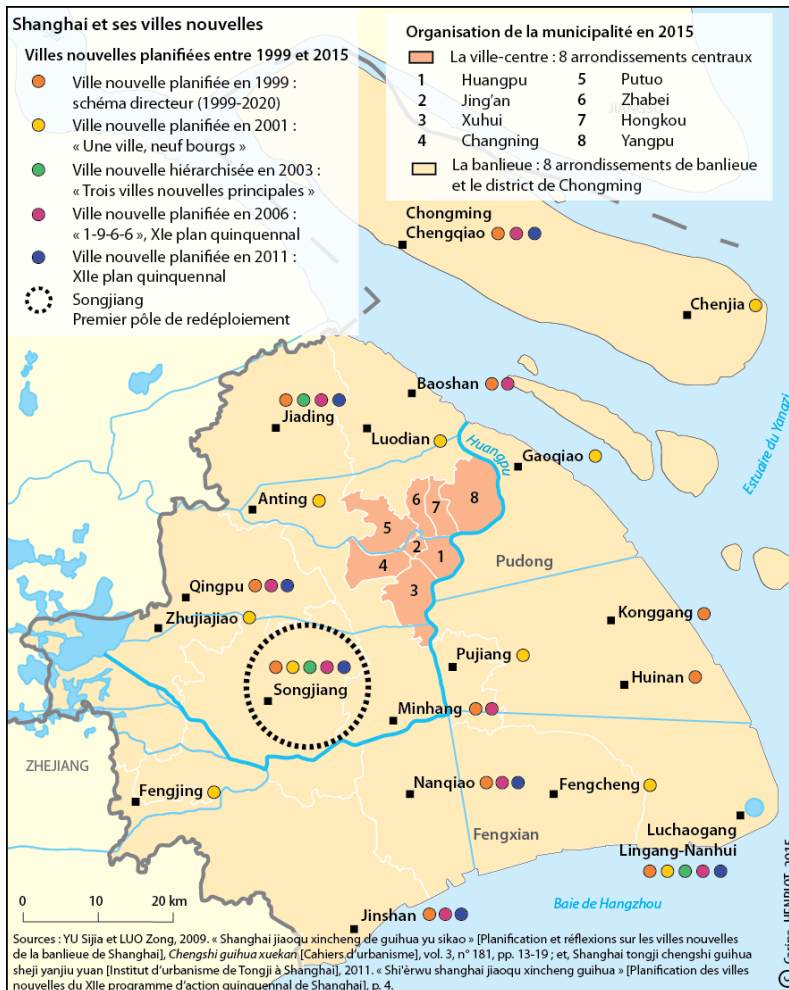 Shanghai et ses villes nouvelles
Villes nouvelles planifiées entre 1999 et 2015
Ville nouvelle planifiée en 1999 :
schéma directeur (1999-2020)
Ville nouvelle planifiée en 2001 :
« Une ville, neuf bourgs »
Ville nouvelle hiérarchisée en 2003 :
« Trois villes nouvelles principales »
Ville nouvelle planifiée en 2006 :
« 1-9-6-6 », XIe plan quinquennal
Ville nouvelle planifiée en 2011 :
XIIe plan quinquennal
Songjiang
Premier pôle de redéploiement
Organisation de la municipalité en 2015
La ville-centre : 8 arrondissements centraux
1 Huangpu
2 Jing'an
3 Xuhui
4 Changning
5 Putuo
6 Zhabei
7 Hongkou
8 Yangpu
La banlieue : 8 arrondissements de banlieue
et le district de Chongming
JIANGSU
Chongming
Chengqiao
Chenjia
Baoshan
Jiading
Luodian
Huangpu
Gaoqiao
Estuaire du Yangzi
Anting
6
7
8
5
2
1
4
3
Pudong
Qingpu
Zhujiajiao
Konggang
Pujiang
Songjiang
Huinan
Minhang
ZHEJIANG
Fengjing
Nanqiao
Fengcheng
Fengxian
Luchaogang
Lingang-Nanhui
0 10 20 km
Jinshan
Baie de Hangzhou
Sources : YU Sijia et LUO Zong, 2009. « Shanghai jiaoqu xincheng de guihua yu sikao » [Planification et réflexions sur les villes nouvelles
de la banlieue de Shanghai], Chengshi guihua xuekan [Cahiers d'urbanisme], vol. 3, n° 181, pp. 13-19 ; et, Shanghai tongji chengshi guihua
sheji yanjiu yuan [Institut d'urbanisme de Tongji à Shanghai], 2011. « Shi'èrwu shanghai jiaoqu xincheng guihua » [Planification des villes
nouvelles du XIIe programme d'action quinquennal de Shanghai], p. 4.